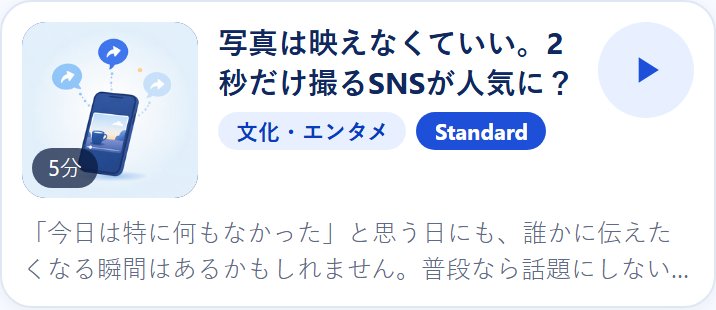 写真は映えなくていい。2
秒だけ撮るSNSが人気に？
文化・エンタメ
Standard
5分
「今日は特に何もなかった」と思う日にも、誰かに伝えた
くなる瞬間はあるかもしれません。普段なら話題にしない...